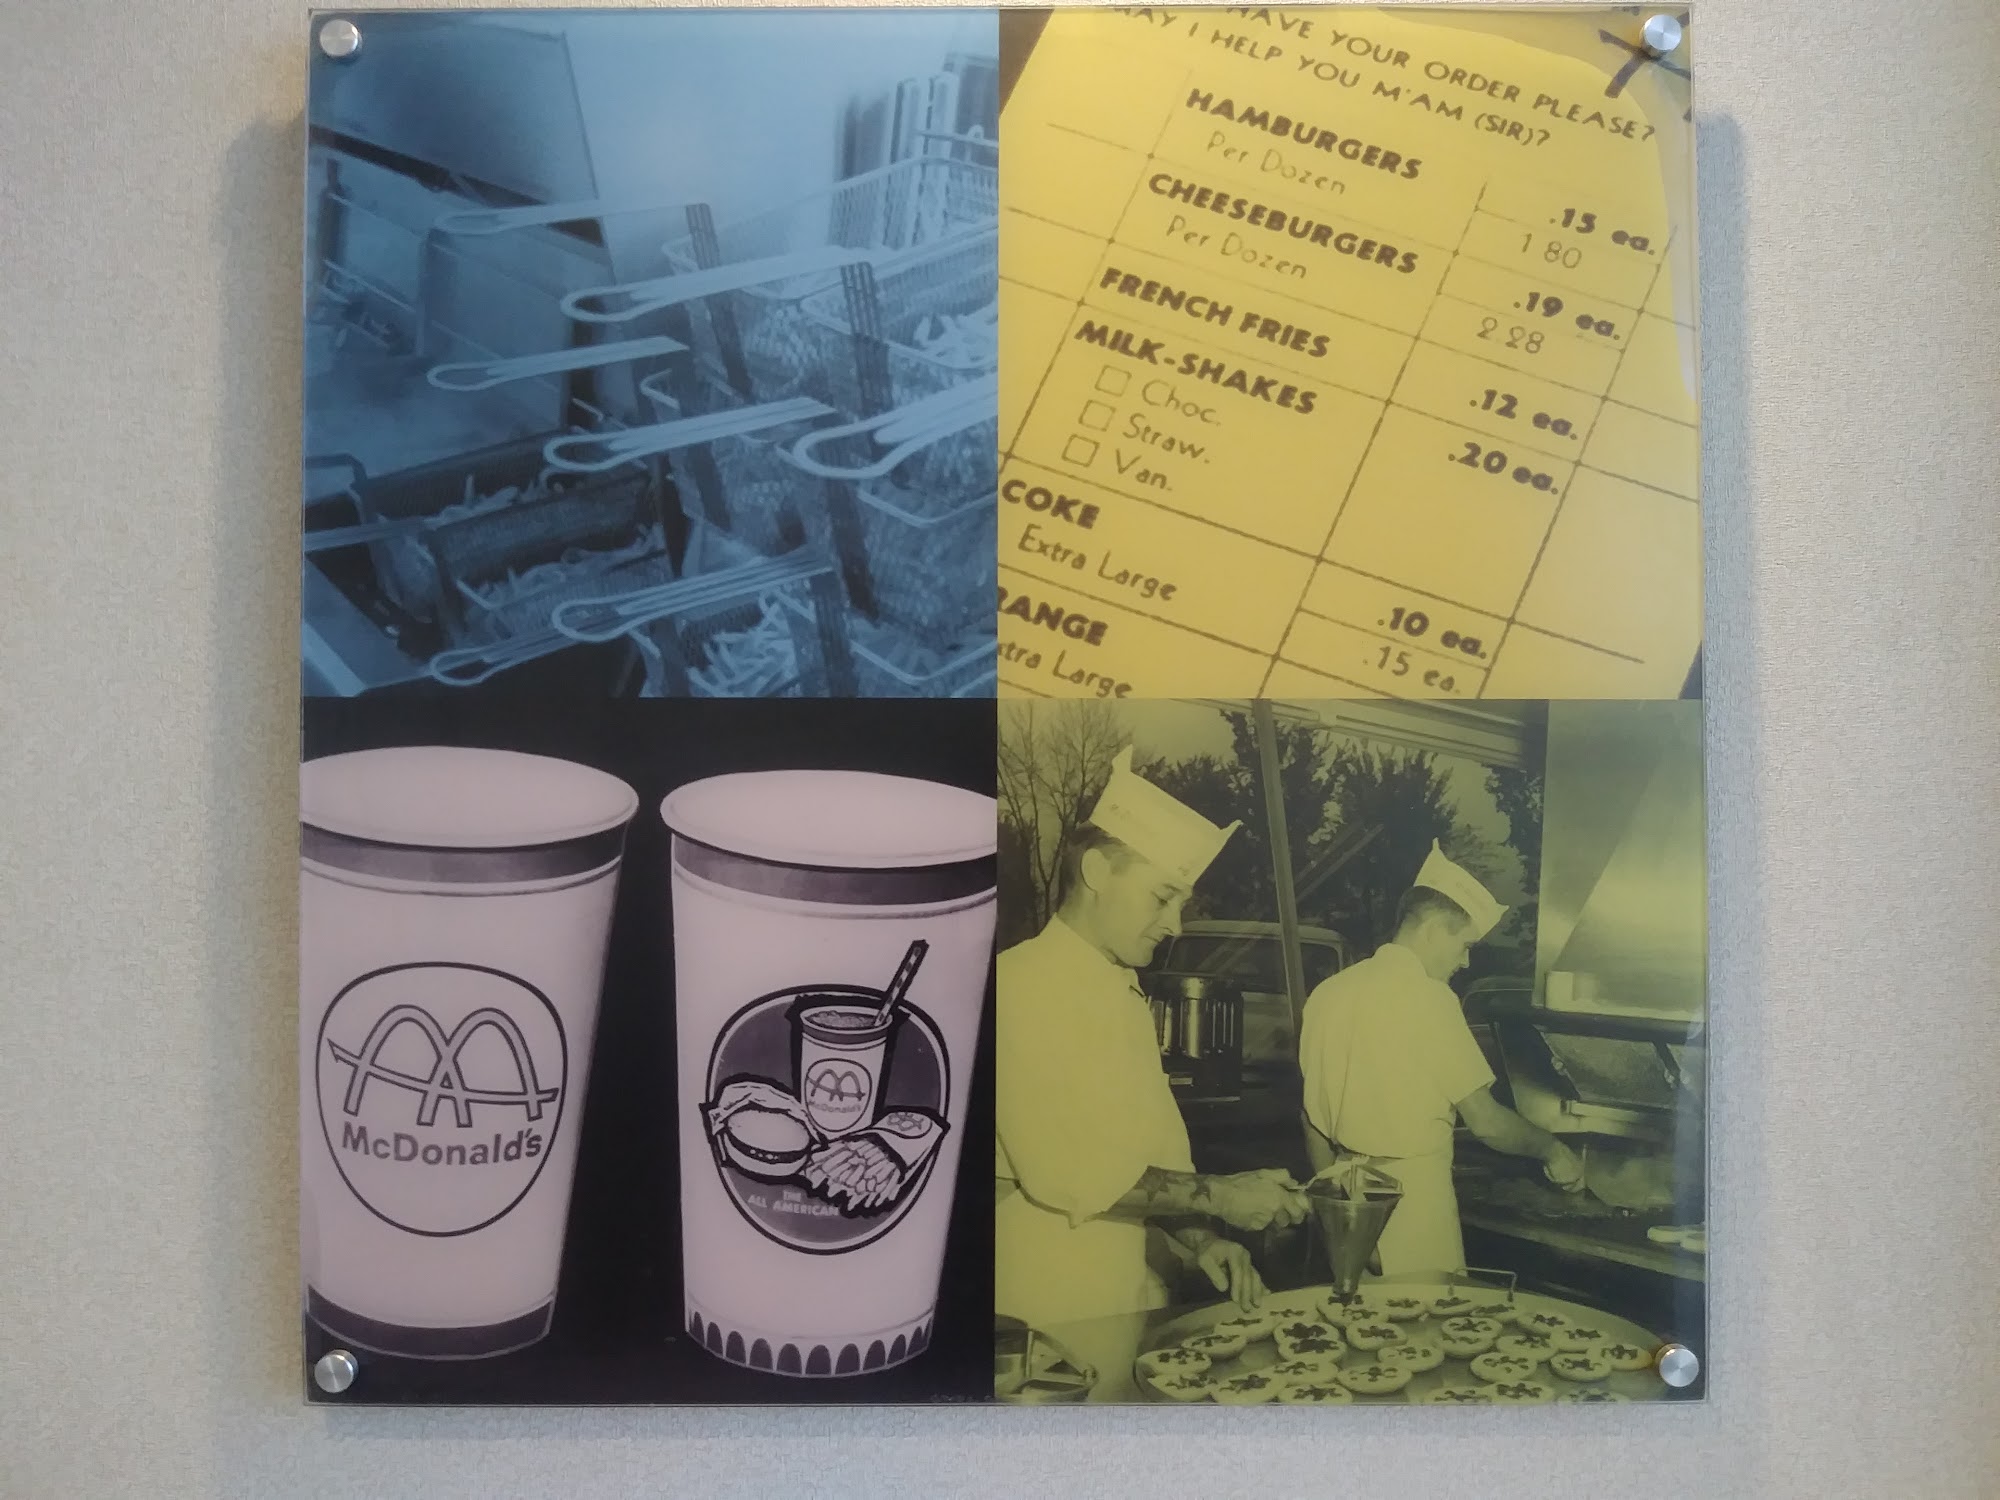 HAVE YOUR ORDER PLEASE?
MAY I HELP YOU M'AM (SIR)?
HAMBURGERS .15 ea.
Per Dozen 1 80
CHEESEBURGERS .19 ea.
Per Dozen 2 28
FRENCH FRIES .12 ea.
MILK-SHAKES .20 ea.
Choc.
Straw.
Van.
COKE .10 ea.
Extra Large .15 ea.
RANGE
xtra Large
McDonald's
McDonald's
THE
ALL AMERICAN